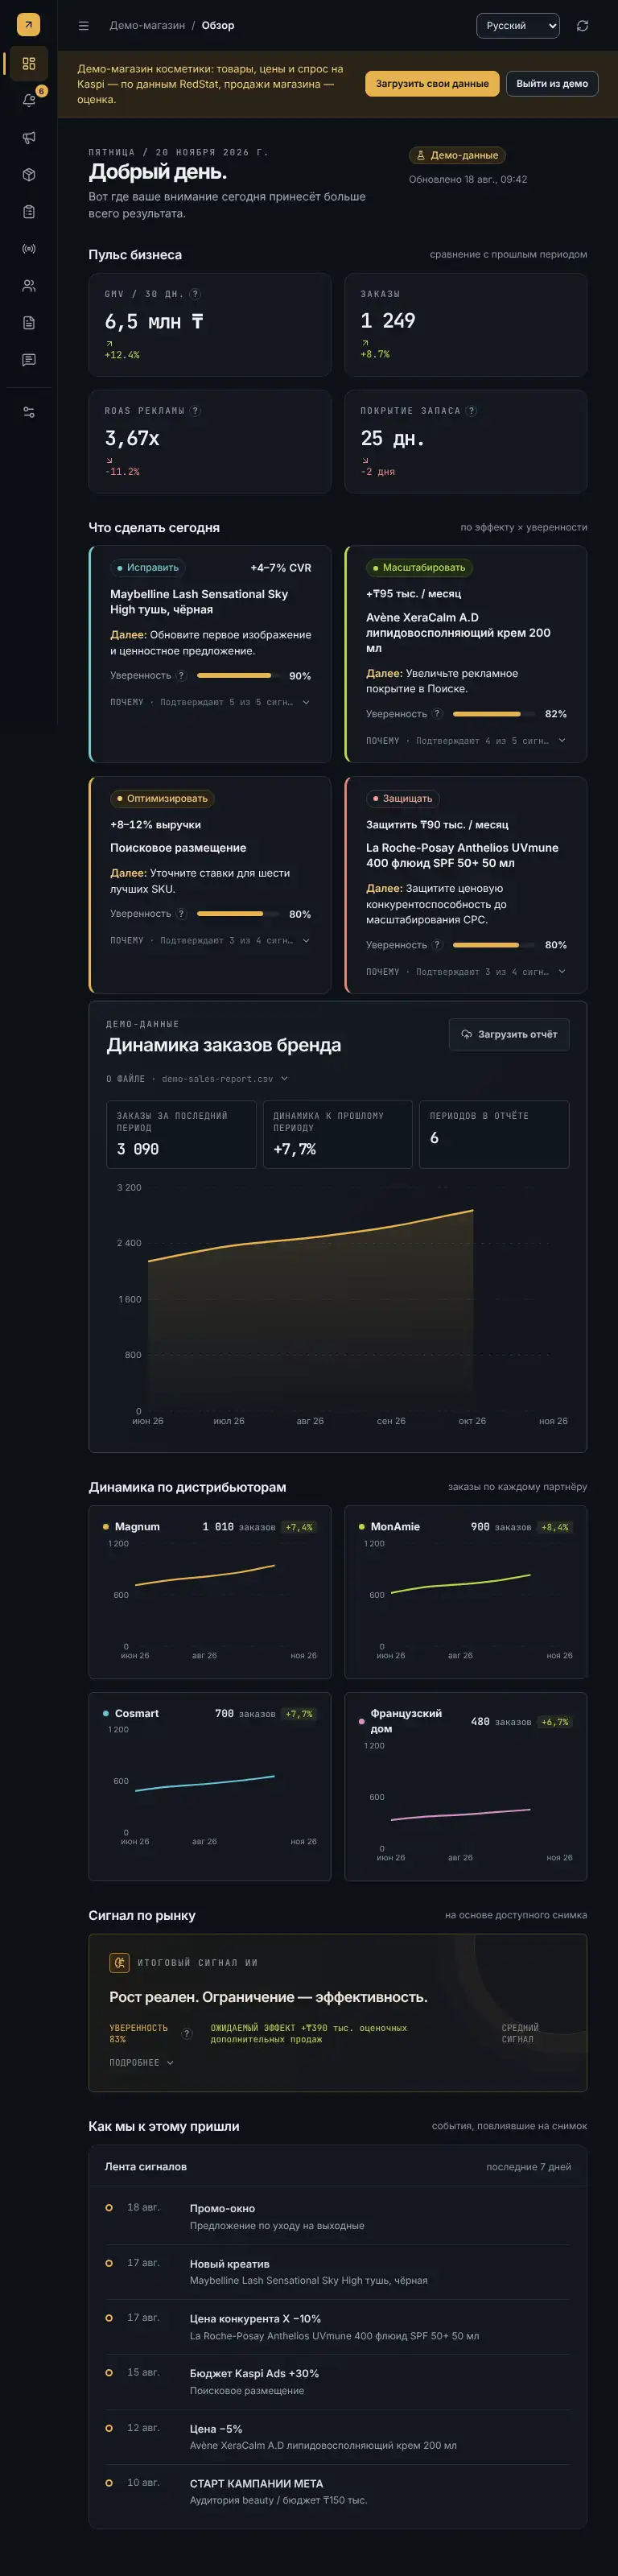 Демо-магазин / Обзор
Русский
6
Демо-магазин косметики: товары, цены и спрос на
Kaspi — по данным RedStat, продажи магазина —
оценка.
Загрузить свои данные
Выйти из демо
ПЯТНИЦА / 20 НОЯБРЯ 2026 Г.
Добрый день.
Вот где ваше внимание сегодня принесёт больше
всего результата.
Демо-данные
Обновлено 18 авг., 09:42
Пульс бизнеса
сравнение с прошлым периодом
GMV / 30 ДН. ?
6,5 млн ₸
+12.4%
ЗАКАЗЫ
1 249
+8.7%
ROAS РЕКЛАМЫ ?
3,67x
-11.2%
ПОКРЫТИЕ ЗАПАСА ?
25 дн.
-2 дня
Что сделать сегодня
по эффекту × уверенности
Исправить
+4–7% CVR
Maybelline Lash Sensational Sky
High тушь, чёрная
Далее: Обновите первое изображение
и ценностное предложение.
Уверенность ? 90%
ПОЧЕМУ · Подтверждают 5 из 5 сигн…
Масштабировать
+₸95 тыс. / месяц
Avène XeraCalm A.D
липидовосполняющий крем 200
мл
Далее: Увеличьте рекламное
покрытие в Поиске.
Уверенность ? 82%
ПОЧЕМУ · Подтверждают 4 из 5 сигн…
Оптимизировать
+8–12% выручки
Поисковое размещение
Далее: Уточните ставки для шести
лучших SKU.
Уверенность ? 80%
ПОЧЕМУ · Подтверждают 3 из 4 сигн…
Защищать
Защитить ₸90 тыс. / месяц
La Roche-Posay Anthelios UVmune
400 флюид SPF 50+ 50 мл
Далее: Защитите ценовую
конкурентоспособность до
масштабирования CPC.
Уверенность ? 80%
ПОЧЕМУ · Подтверждают 3 из 4 сигн…
ДЕМО-ДАННЫЕ
Динамика заказов бренда
Загрузить отчёт
О ФАЙЛЕ · demo-sales-report.csv
ЗАКАЗЫ ЗА ПОСЛЕДНИЙ
ПЕРИОД
3 090
ДИНАМИКА К ПРОШЛОМУ
ПЕРИОДУ
+7,7%
ПЕРИОДОВ В ОТЧЁТЕ
6
3 200
2 400
1 600
800
0
июн 26 июл 26 авг 26 сен 26 окт 26 ноя 26
Динамика по дистрибьюторам
заказы по каждому партнёру
Magnum 1 010 заказов +7,4%
1 200
600
0
июн 26 авг 26 ноя 26
MonAmie 900 заказов +8,4%
1 200
600
0
июн 26 авг 26 ноя 26
Cosmart 700 заказов +7,7%
1 200
600
0
июн 26 авг 26 ноя 26
Французский
дом
480 заказов +6,7%
1 200
600
0
июн 26 авг 26 ноя 26
Сигнал по рынку
на основе доступного снимка
ИТОГОВЫЙ СИГНАЛ ИИ
Рост реален. Ограничение — эффективность.
УВЕРЕННОСТЬ
83%
?
ОЖИДАЕМЫЙ ЭФФЕКТ +₸390 тыс. оценочных
дополнительных продаж
СРЕДНИЙ
СИГНАЛ
ПОДРОБНЕЕ
Как мы к этому пришли
события, повлиявшие на снимок
Лента сигналов
последние 7 дней
18 авг. Промо-окно
Предложение по уходу на выходные
17 авг. Новый креатив
Maybelline Lash Sensational Sky High тушь, чёрная
17 авг. Цена конкурента X −10%
La Roche-Posay Anthelios UVmune 400 флюид SPF 50+ 50 мл
15 авг. Бюджет Kaspi Ads +30%
Поисковое размещение
12 авг. Цена −5%
Avène XeraCalm A.D липидовосполняющий крем 200 мл
10 авг. СТАРТ КАМПАНИИ МЕТА
Аудитория beauty / бюджет ₸150 тыс.